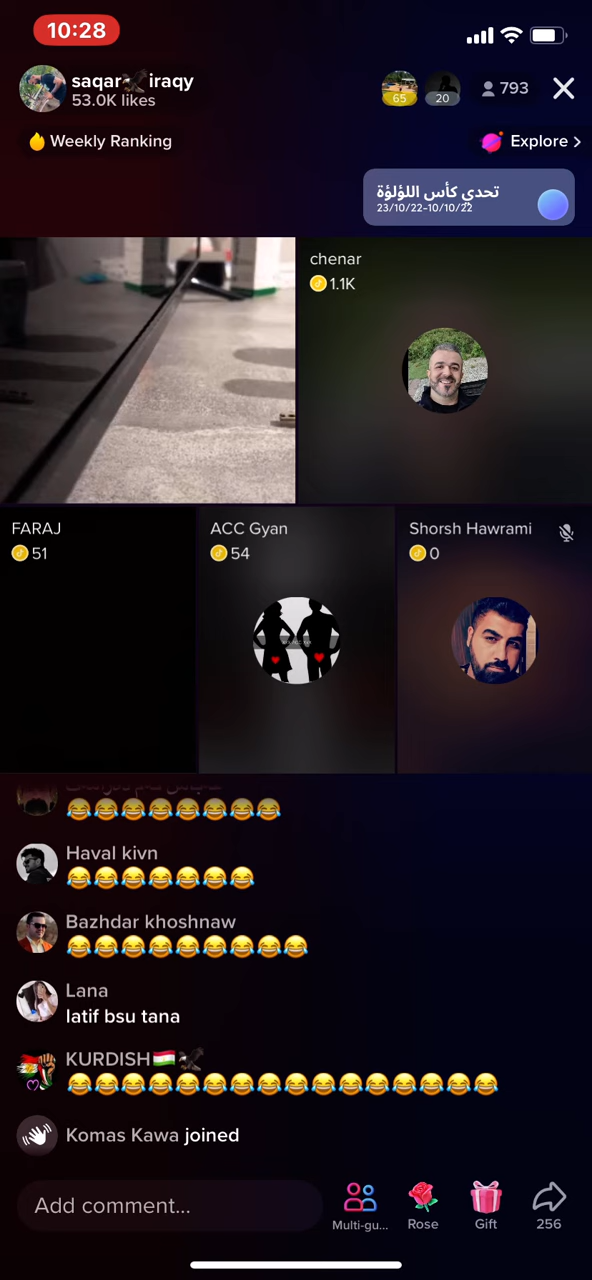 10:28
saqar iraqy
53.0K likes
65
20
793
Weekly Ranking
Explore >
تحدي كأس اللؤلؤة
23/10/22-10/10/22
chenar
1.1K
FARAJ
51
ACC Gyan
54
Shorsh Hawrami
0
😂😂😂😂😂😂😂😂
Haval kivn
😂😂😂😂😂😂😂
Bazhdar khoshnaw
😂😂😂😂😂😂😂😂😂
Lana
latif bsu tana
KURDISH🇹🇯
😂😂😂😂😂😂😂😂😂😂😂😂😂😂😂😂
Komas Kawa joined
Add comment...
Multi-gu...
Rose
Gift
256